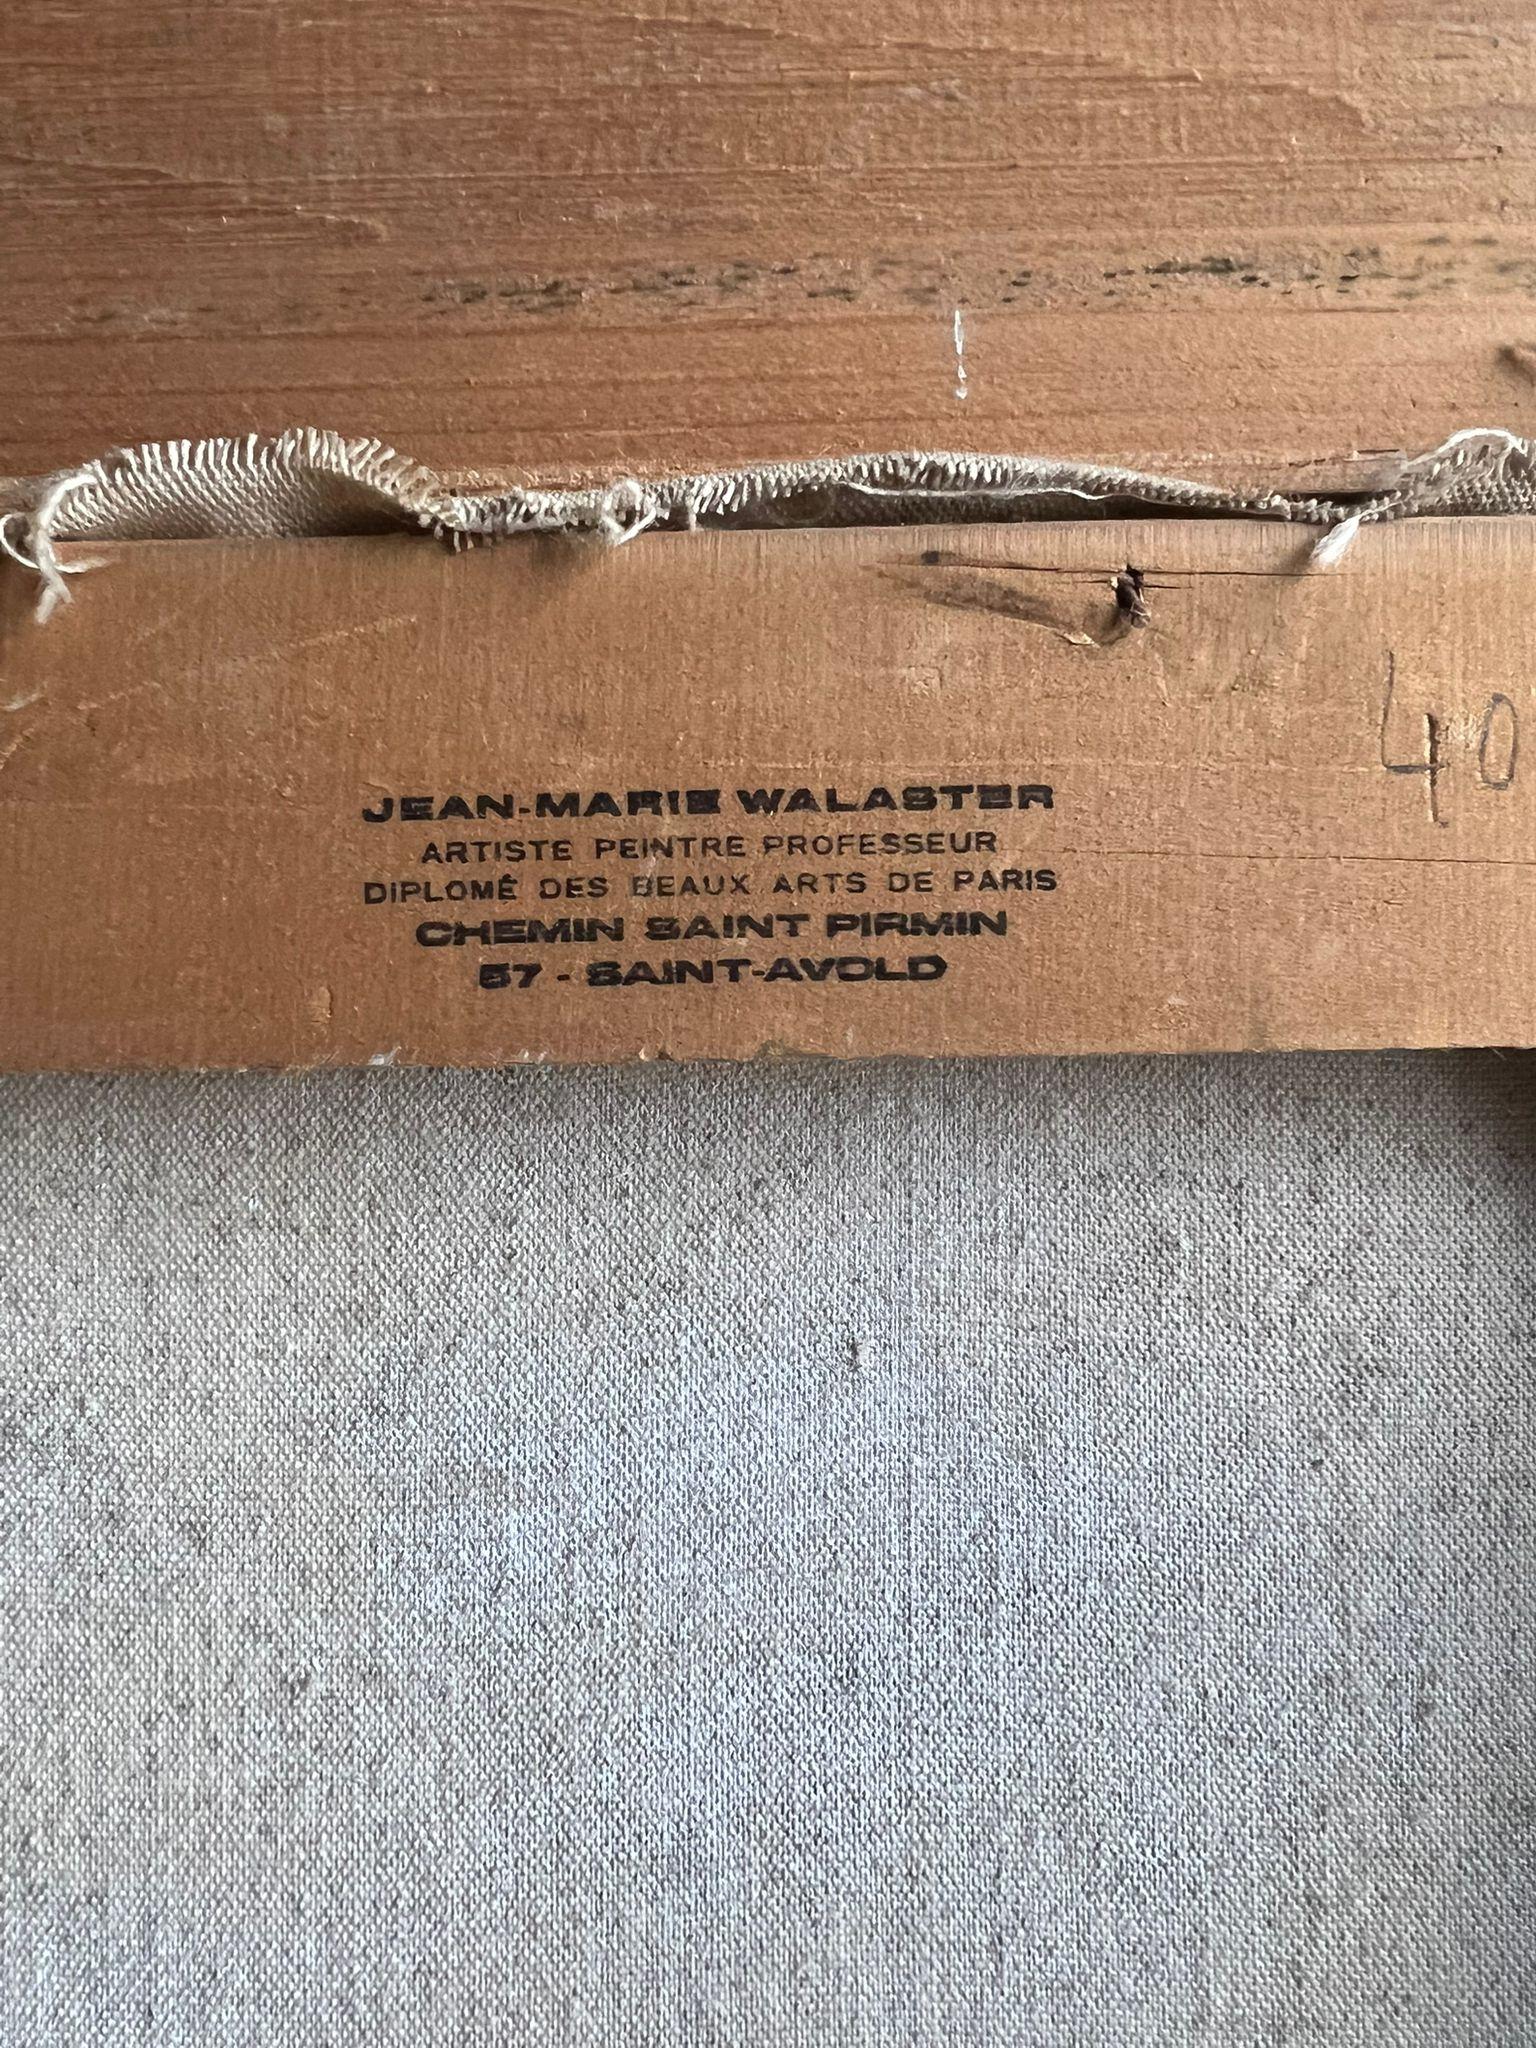 40
JEAN-MARIE WALASTER
ARTISTE PEINTRE PROFESSEUR
DIPLOMÉ DES BEAUX ARTS DE PARIS
CHEMIN SAINT PIRMIN
57 - SAINT-AVOLD